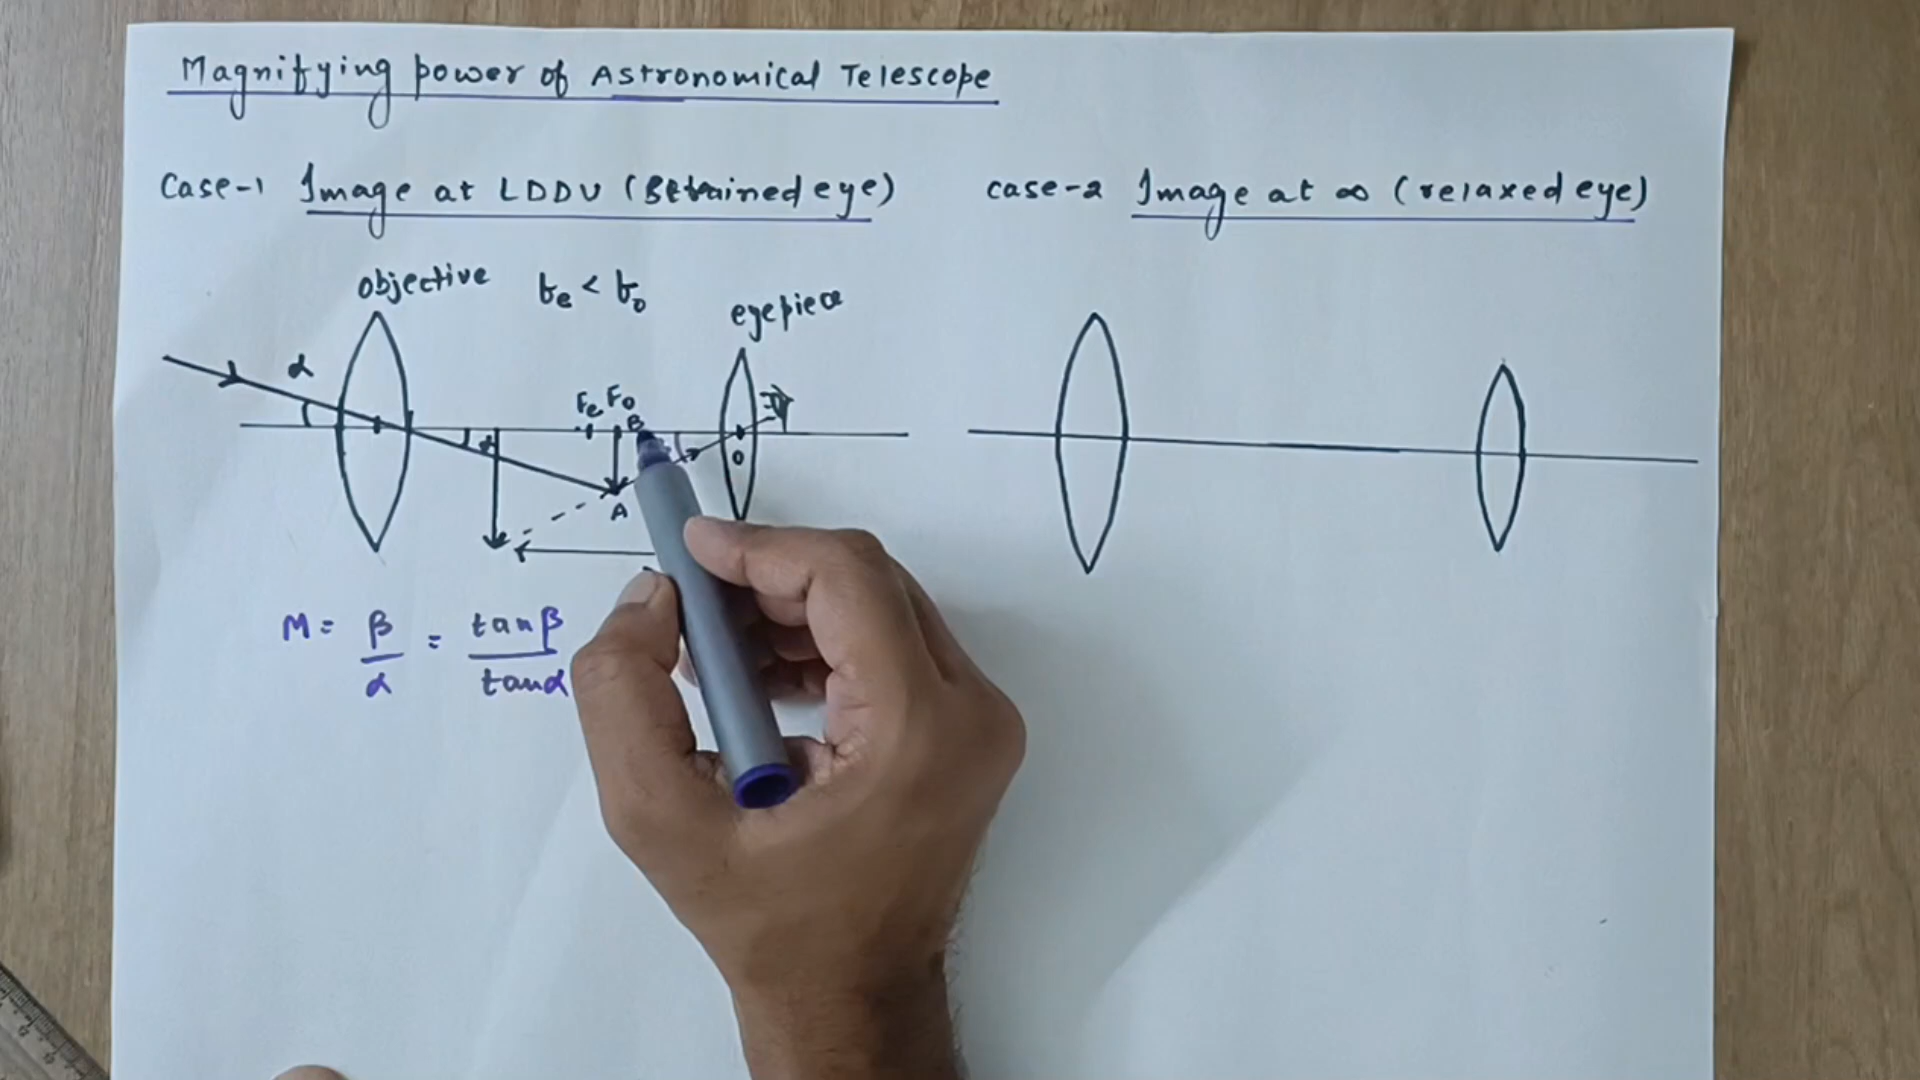 Magnifying power of Astronomical Telescope
Case-1 Image at LDDV (Strained eye)
case-2 Image at ∞ (relaxed eye)
objective
fe < fo
eyepiece
α
Fe Fo
B
α
O
A
M = β/α = tanβ/tanα